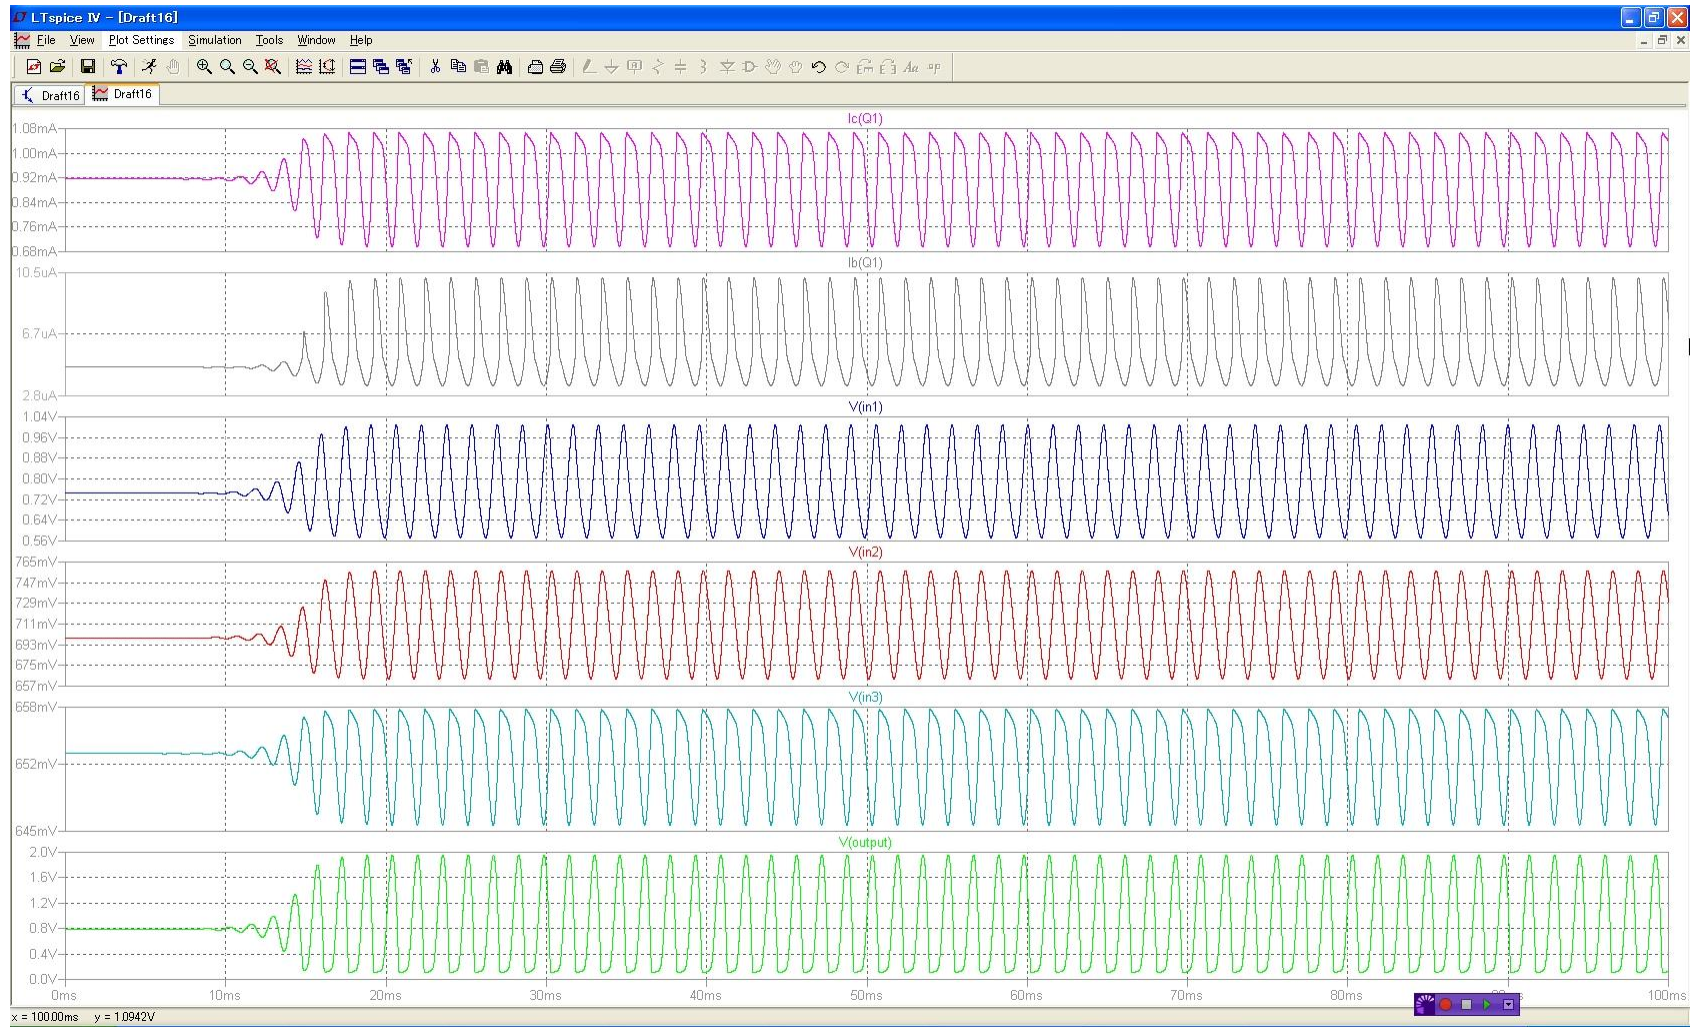 LTspice IV - [Draft16]
File View Plot Settings Simulation Tools Window Help
Draft16 Draft16
Ic(Q1)
1.08mA
1.00mA
0.92mA
0.84mA
0.76mA
0.68mA
Ib(Q1)
10.5uA
6.7uA
2.8uA
V(in1)
1.04V
0.96V
0.88V
0.80V
0.72V
0.64V
0.56V
V(in2)
765mV
747mV
729mV
711mV
693mV
675mV
657mV
V(in3)
658mV
652mV
645mV
V(output)
2.0V
1.6V
1.2V
0.8V
0.4V
0.0V
0ms 10ms 20ms 30ms 40ms 50ms 60ms 70ms 80ms 100ms
x = 100.00ms y = 1.0942V